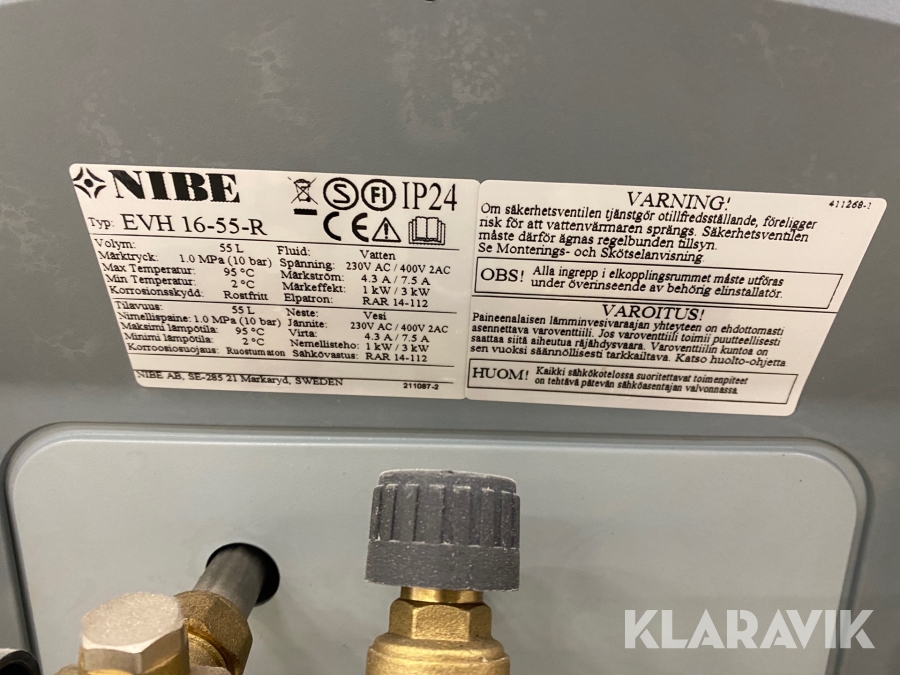 NIBE S FI IP24
CE
Typ: EVH 16-55-R
Volym: 55 L Fluid: Vatten
Märktryck: 1.0 MPa (10 bar) Spänning: 230V AC / 400V 2AC
Max Temperatur: 95 °C Märkström: 4.3 A / 7.5 A
Min Temperatur: 2 °C Märkeffekt: 1 kW / 3 kW
Korrosionsskydd: Rostfritt Elpatron: RAR 14-112
Tilavuus: 55 L Neste: Vesi
Nimellispaine: 1.0 MPa (10 bar) Jännite: 230V AC / 400V 2AC
Maksimi lämpötila: 95 °C Virta: 4.3 A / 7.5 A
Minimi lämpötila: 2 °C Nemellisteho: 1 kW / 3 kW
Korroosiosuojaus: Ruostumaton Sähkövastus: RAR 14-112
NIBE AB, SE-285 21 Markaryd, SWEDEN 211087-2
VARNING! 411268-1
Om säkerhetsventilen tjänstgör otillfredsställande, föreligger
risk för att vattenvärmaren sprängs. Säkerhetsventilen
måste därför ägnas regelbunden tillsyn.
Se Monterings- och Skötselanvisning.
OBS! Alla ingrepp i elkopplingsrummet måste utföras
under överinseende av behörig elinstallatör.
VAROITUS!
Paineenalaisen lämminvesivaraajan yhteyteen on ehdottomasti
asennettava varoventtiili. Jos varoventtiili toimii puutteellisesti
saattaa siitä aiheutua räjähdysvaara. Varoventtiilin kuntoa on
sen vuoksi säännöllisesti tarkkailtava. Katso huolto-ohjetta
HUOM! Kaikki sähkökotelossa suoritettavat toimenpiteet
on tehtävä pätevän sähköasentajan valvonnassa.
KLARAVIK